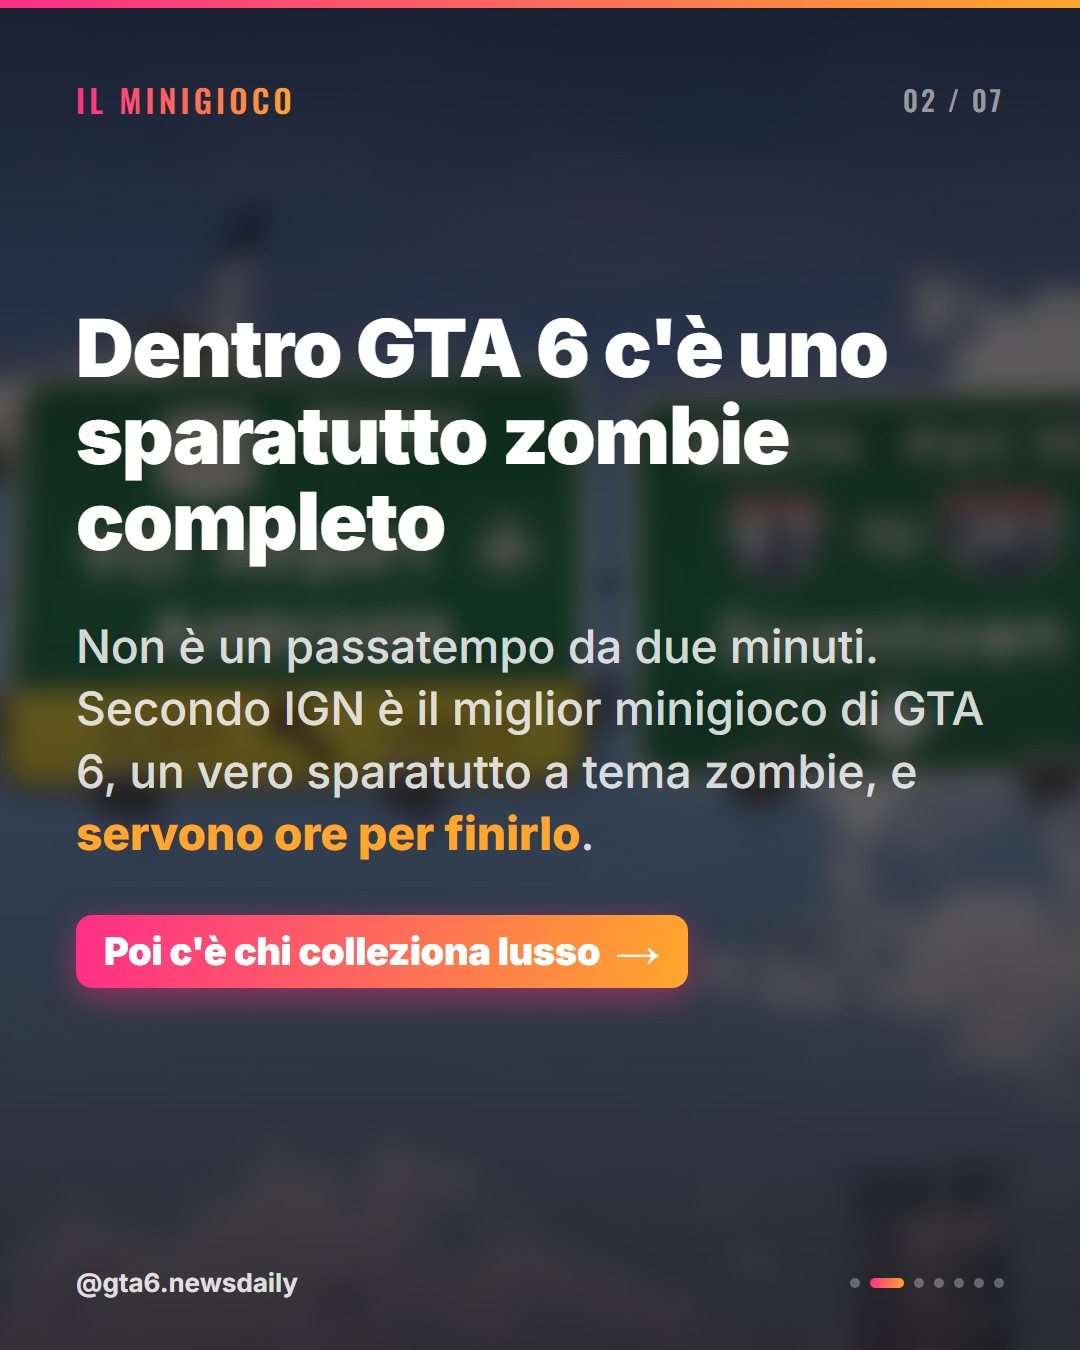 IL MINIGIOCO
02 / 07
Dentro GTA 6 c'è uno
sparatutto zombie
completo
Non è un passatempo da due minuti.
Secondo IGN è il miglior minigioco di GTA
6, un vero sparatutto a tema zombie, e
servono ore per finirlo.
Poi c'è chi colleziona lusso →
@gta6.newsdaily